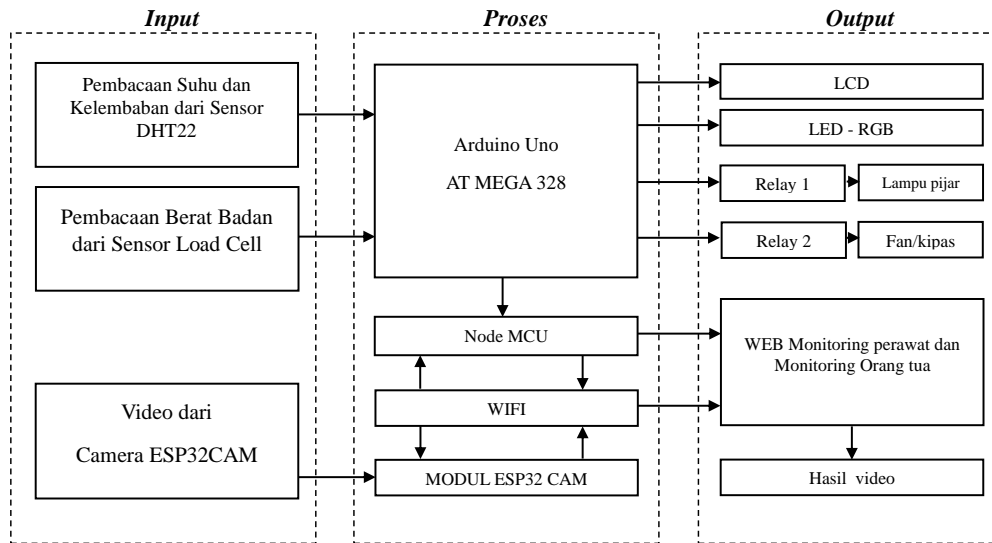 Input
Proses
Output
Pembacaan Suhu dan
Kelembaban dari Sensor
DHT22
Pembacaan Berat Badan
dari Sensor Load Cell
Video dari
Camera ESP32CAM
Arduino Uno
AT MEGA 328
Node MCU
WIFI
MODUL ESP32 CAM
LCD
LED - RGB
Relay 1
Lampu pijar
Relay 2
Fan/kipas
WEB Monitoring perawat dan
Monitoring Orang tua
Hasil video